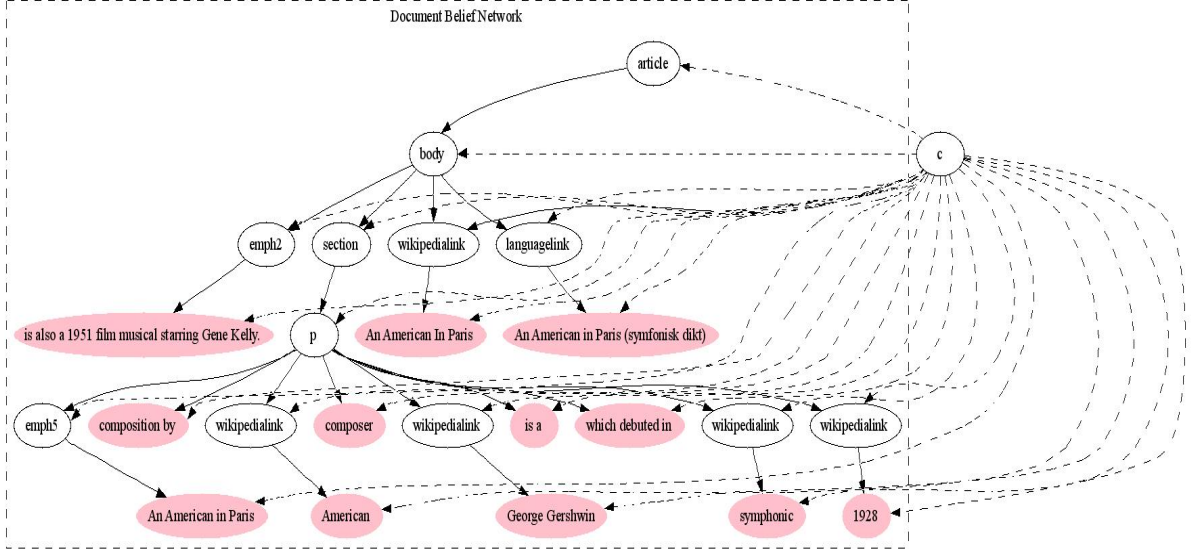 Document Belief Network
article
body
c
emph2
section
wikipedialink
languagelink
is also a 1951 film musical starring Gene Kelly.
p
An American In Paris
An American in Paris (symfonisk dikt)
emph5
composition by
wikipedialink
composer
wikipedialink
is a
which debuted in
wikipedialink
wikipedialink
An American in Paris
American
George Gershwin
symphonic
1928